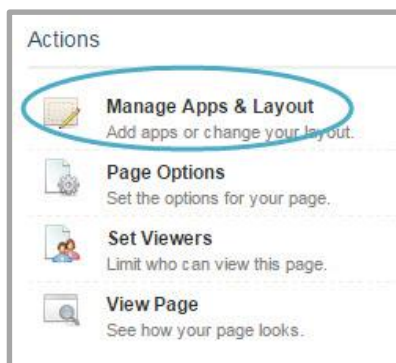 Actions
Manage Apps & Layout
Add apps or change your layout.
Page Options
Set the options for your page.
Set Viewers
Limit who can view this page.
View Page
See how your page looks.